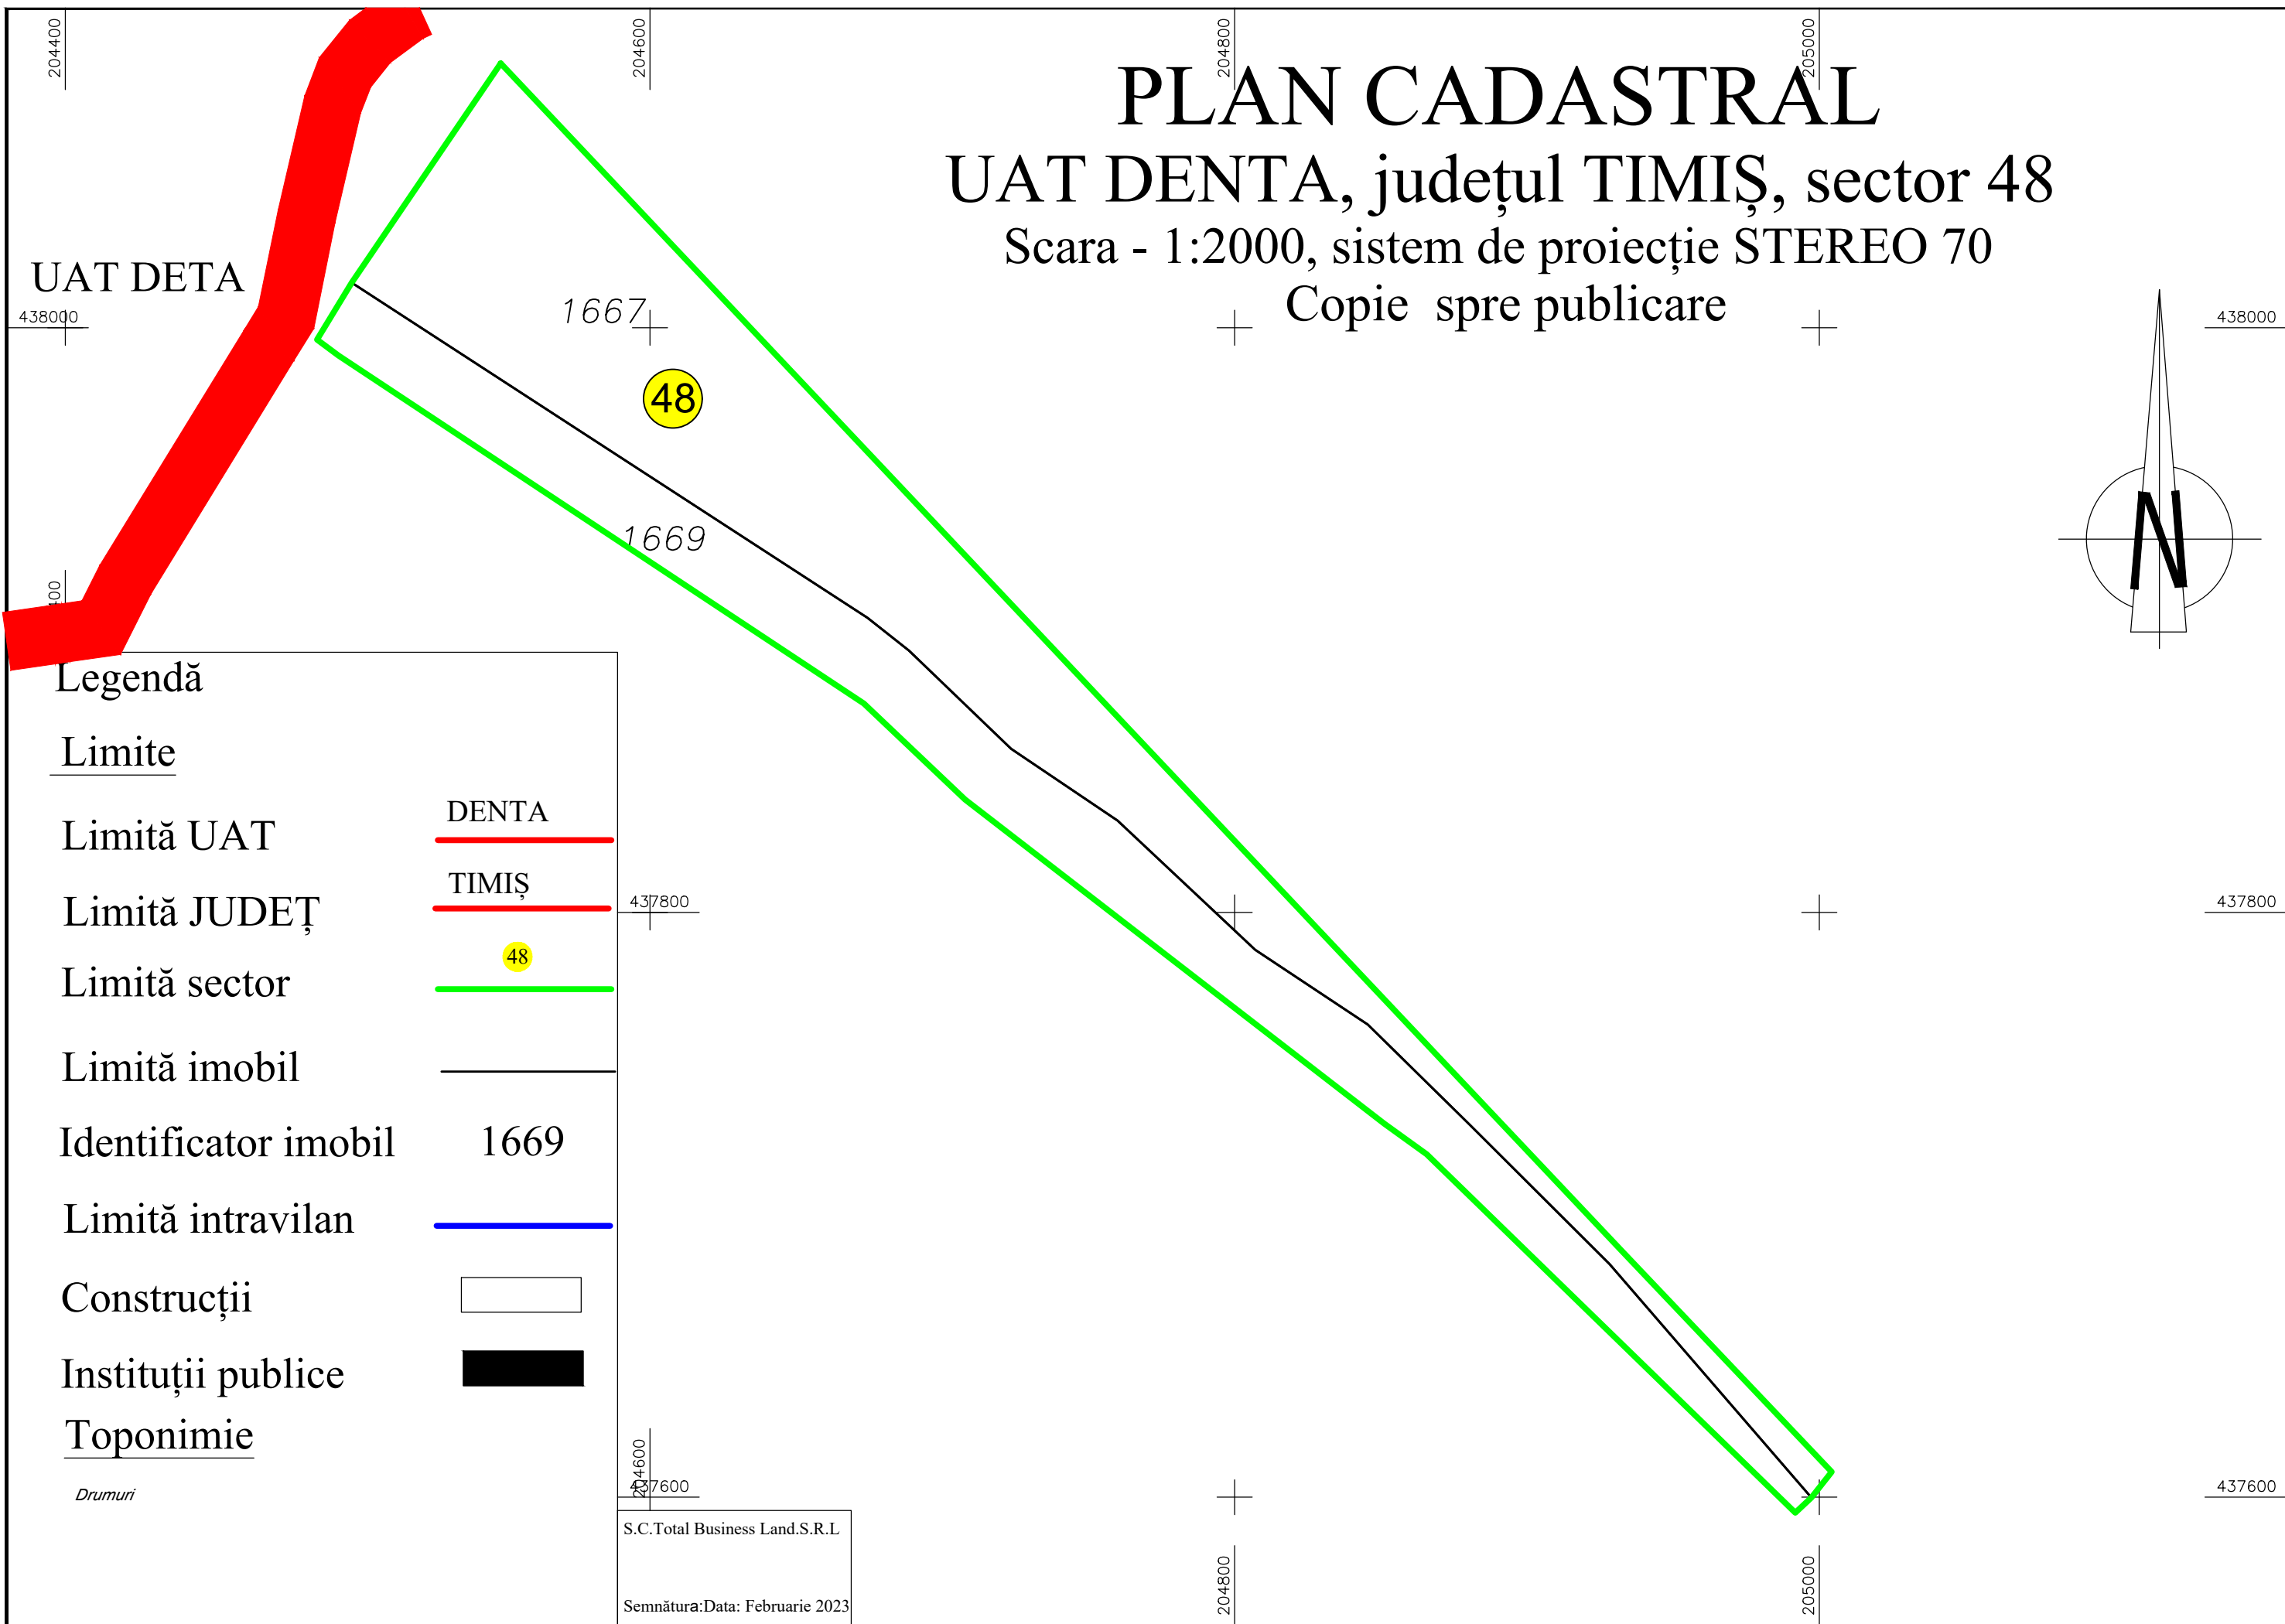 204400
204600
204800
205000
PLAN CADASTRAL
UAT DENTA, județul TIMIȘ, sector 48
Scara - 1:2000, sistem de proiecție STEREO 70
Copie spre publicare
UAT DETA
438000
1667
438000
48
N
1669
400
Legendă
Limite
Limită UAT DENTA
Limită JUDEȚ TIMIȘ
437800
437800
Limită sector 48
Limită imobil
Identificator imobil 1669
Limită intravilan
Construcții
Instituții publice
Toponimie
Drumuri
204600
437600
437600
S.C.Total Business Land.S.R.L
204800
205000
Semnătura:Data: Februarie 2023